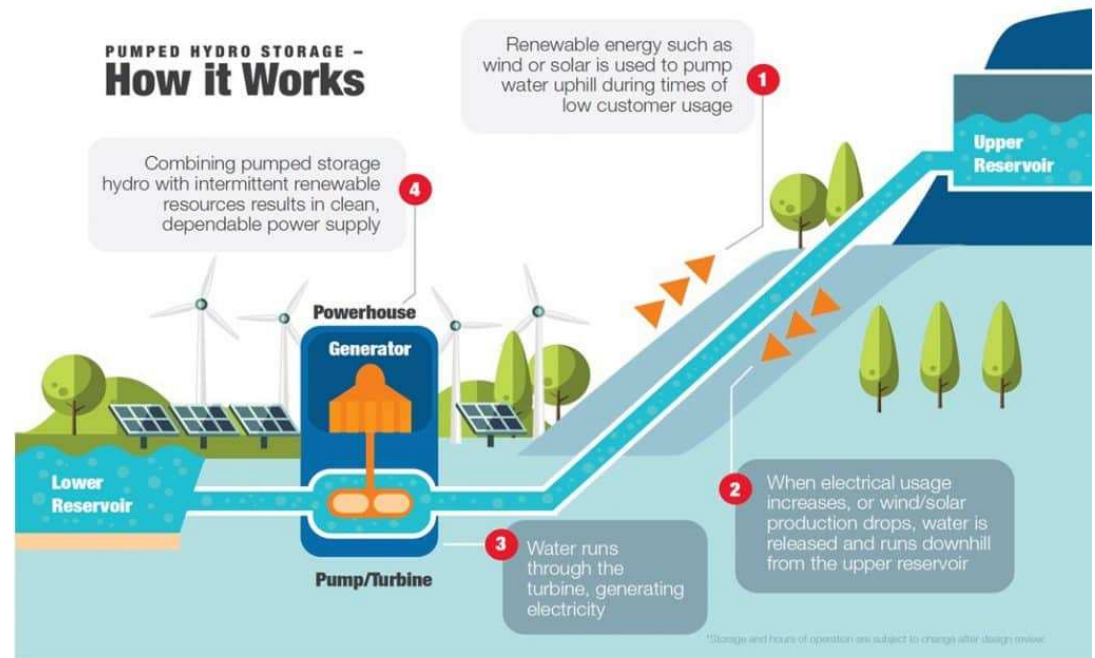 PUMPED HYDRO STORAGE –
How it Works
Renewable energy such as
wind or solar is used to pump
water uphill during times of
low customer usage
1
Upper
Reservoir
Combining pumped storage
hydro with intermittent renewable
resources results in clean,
dependable power supply
4
Powerhouse
Generator
Lower
Reservoir
Pump/Turbine
2
When electrical usage
increases, or wind/solar
production drops, water is
released and runs downhill
from the upper reservoir
3
Water runs
through the
turbine, generating
electricity
*Storage and hours of operation are subject to change after design review.